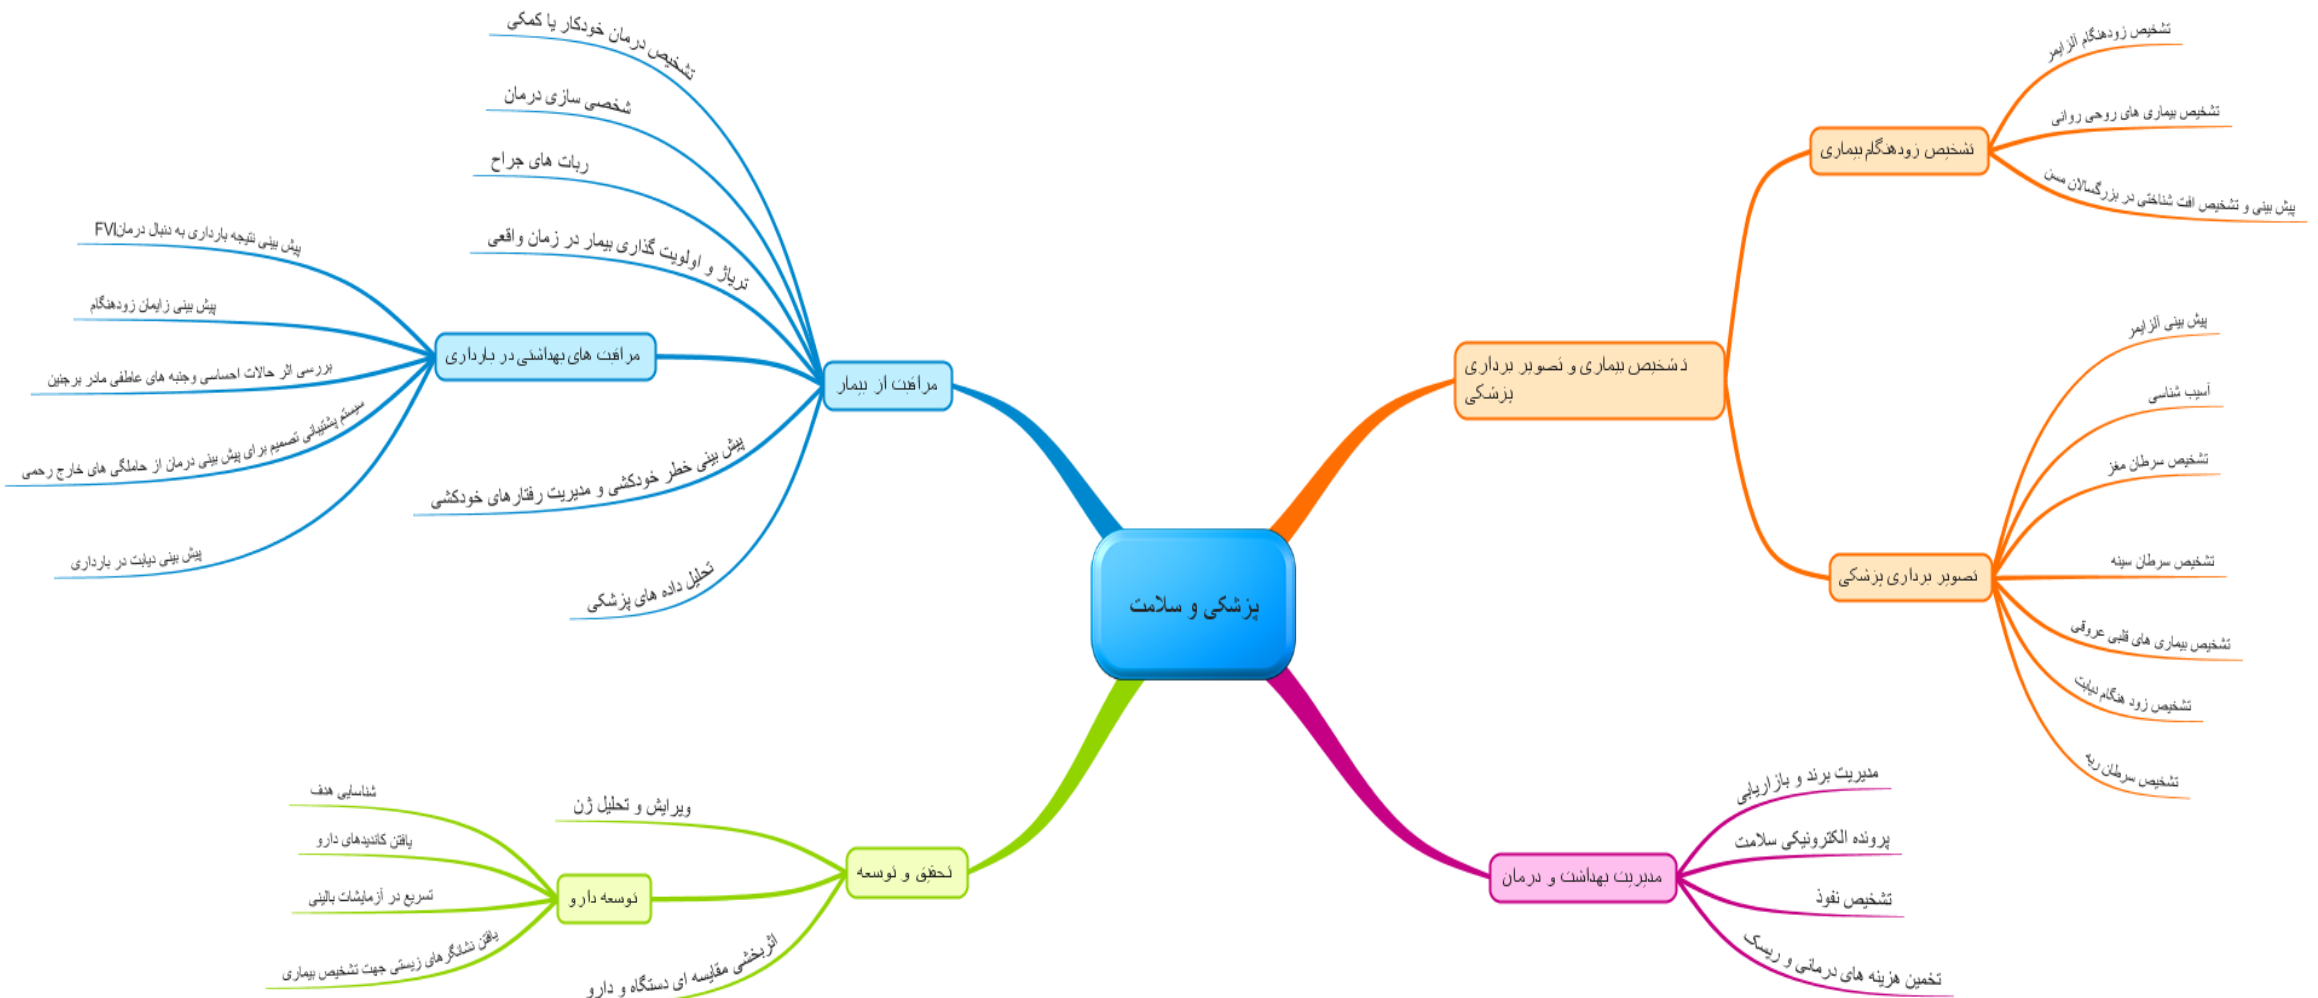 پزشکی و سلامت
تشخیص بیماری و تصویر برداری
پزشکی
تشخیص زودهنگام بیماری
تشخیص زودهنگام آلزایمر
تشخیص بیماری های روحی روانی
پیش بینی و تشخیص افت شناختی در بزرگسالان مسن
تصویر برداری پزشکی
پیش بینی آلزایمر
آسیب شناسی
تشخیص سرطان مغز
تشخیص سرطان سینه
تشخیص بیماری های قلبی عروقی
تشخیص زود هنگام دیابت
تشخیص سرطان ریه
مدیریت بهداشت و درمان
مدیریت برند و بازاریابی
پرونده الکترونیکی سلامت
تشخیص نفوذ
تخمین هزینه های درمانی و ریسک
مراقبت از بیمار
تشخیص درمان خودکار یا کمکی
شخصی سازی درمان
ربات های جراح
تریاژ و اولویت گذاری بیمار در زمان واقعی
مراقبت های بهداشتی در بارداری
پیش بینی نتیجه بارداری به دنبال درمانFVI
پیش بینی زایمان زودهنگام
بررسی اثر حالات احساسی وجنبه های عاطفی مادر برجنین
سیستم پشتیبانی تصمیم برای پیش بینی درمان از حاملگی های خارج رحمی
پیش بینی دیابت در بارداری
پیش بینی خطر خودکشی و مدیریت رفتارهای خودکشی
تحلیل داده های پزشکی
تحقیق و توسعه
ویرایش و تحلیل ژن
توسعه دارو
شناسایی هدف
یافتن کاندیدهای دارو
تسریع در آزمایشات بالینی
یافتن نشانگرهای زیستی جهت تشخیص بیماری
اثربخشی مقایسه ای دستگاه و دارو